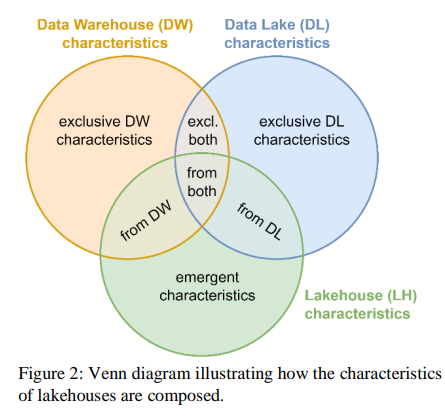 Data Warehouse (DW)
characteristics
Data Lake (DL)
characteristics
exclusive DW
characteristics
excl.
both
exclusive DL
characteristics
from
both
from DW
from DL
emergent
characteristics
Lakehouse (LH)
characteristics
Figure 2: Venn diagram illustrating how the characteristics
of lakehouses are composed.